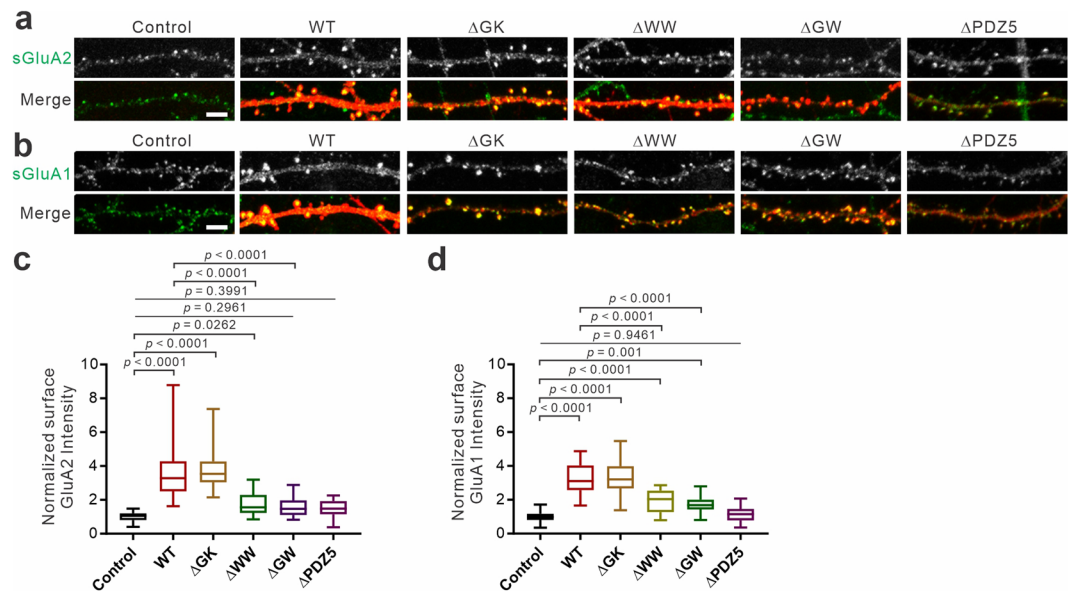 a
Control WT ΔGK ΔWW ΔGW ΔPDZ5
sGluA2
Merge
b
Control WT ΔGK ΔWW ΔGW ΔPDZ5
sGluA1
Merge
c
p < 0.0001
p < 0.0001
p = 0.3991
p = 0.2961
p = 0.0262
p < 0.0001
p < 0.0001
Normalized surface
GluA2 Intensity
10
8
6
4
2
0
Control WT ΔGK ΔWW ΔGW ΔPDZ5
d
p < 0.0001
p < 0.0001
p = 0.9461
p = 0.001
p < 0.0001
p < 0.0001
p < 0.0001
Normalized surface
GluA1 Intensity
10
8
6
4
2
0
Control WT ΔGK ΔWW ΔGW ΔPDZ5